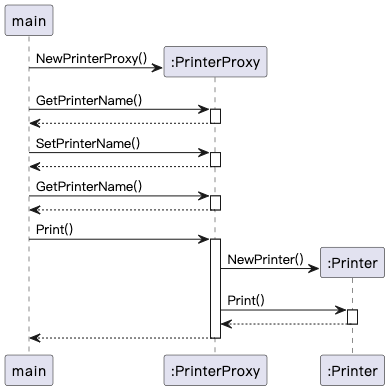 main
NewPrinterProxy()
:PrinterProxy
GetPrinterName()
SetPrinterName()
GetPrinterName()
Print()
NewPrinter()
:Printer
Print()
main
:PrinterProxy
:Printer